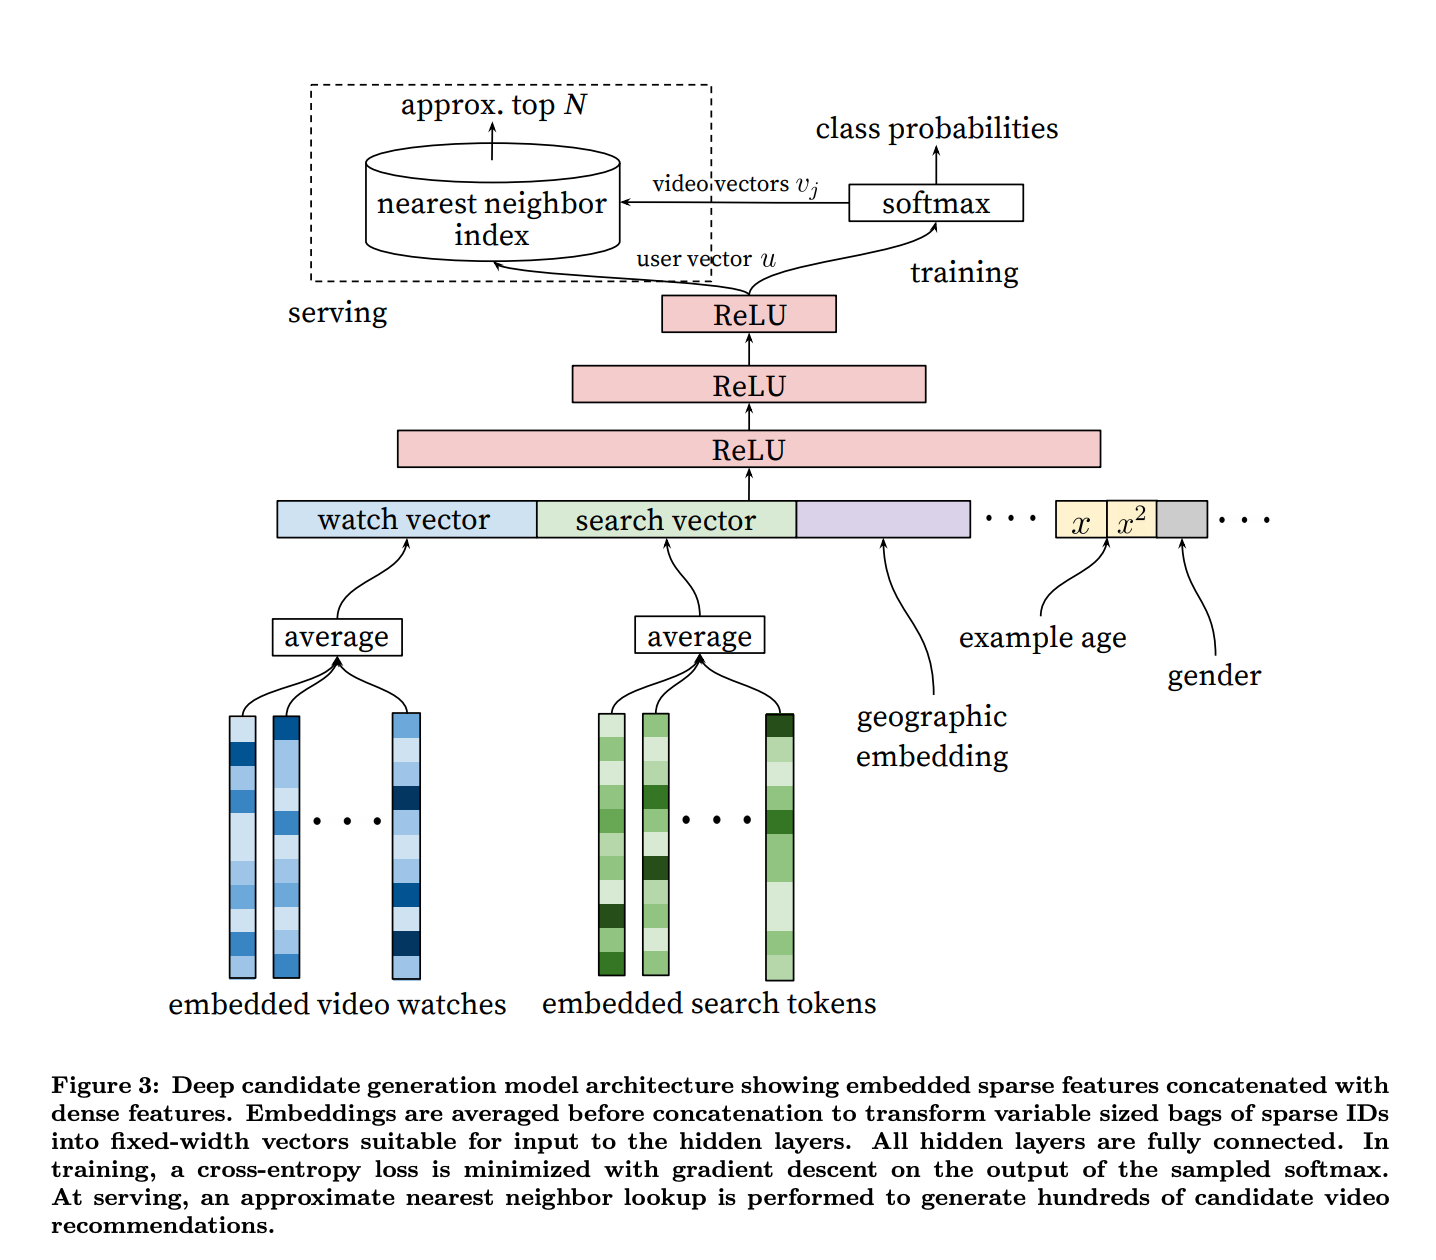 approx. top N
class probabilities
video vectors v_j
softmax
nearest neighbor
index
user vector u
training
serving
ReLU
ReLU
ReLU
watch vector
search vector
x
x²
average
average
example age
gender
geographic
embedding
embedded video watches
embedded search tokens
Figure 3: Deep candidate generation model architecture showing embedded sparse features concatenated with
dense features. Embeddings are averaged before concatenation to transform variable sized bags of sparse IDs
into fixed-width vectors suitable for input to the hidden layers. All hidden layers are fully connected. In
training, a cross-entropy loss is minimized with gradient descent on the output of the sampled softmax.
At serving, an approximate nearest neighbor lookup is performed to generate hundreds of candidate video
recommendations.